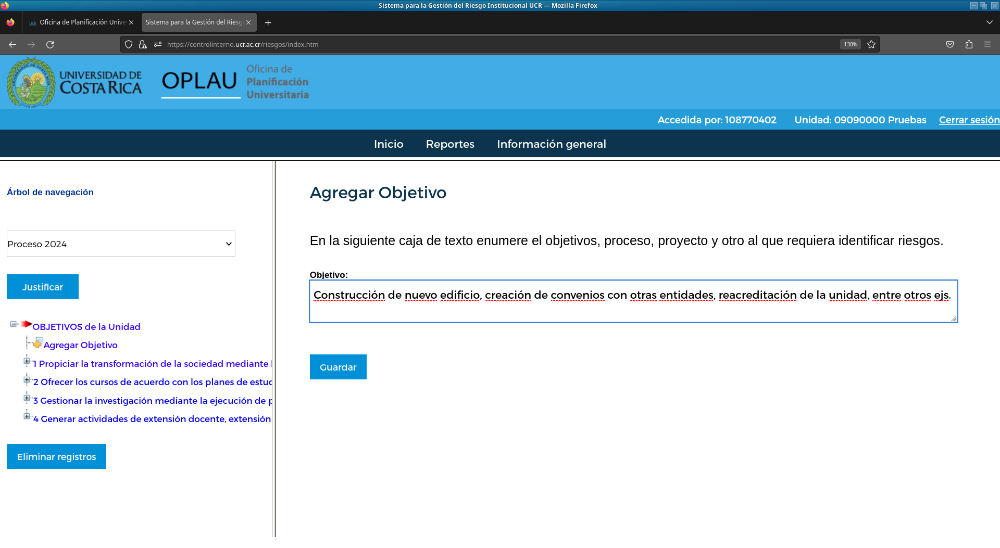 Sistema para la Gestión del Riesgo Institucional UCR — Mozilla Firefox
Oficina de Planificación Unive
Sistema para la Gestión del Riesg
https://controlinterno.ucr.ac.cr/riesgos/index.htm
130%
UNIVERSIDAD DE
COSTA RICA
OPLAU
Oficina de
Planificación
Universitaria
Accedida por: 108770402 Unidad: 09090000 Pruebas Cerrar sesión
Inicio Reportes Información general
Árbol de navegación
Proceso 2024
Justificar
OBJETIVOS de la Unidad
Agregar Objetivo
1 Propiciar la transformación de la sociedad mediante
2 Ofrecer los cursos de acuerdo con los planes de estud
3 Gestionar la investigación mediante la ejecución de p
4 Generar actividades de extensión docente, extensión
Eliminar registros
Agregar Objetivo
En la siguiente caja de texto enumere el objetivos, proceso, proyecto y otro al que requiera identificar riesgos.
Objetivo:
Construcción de nuevo edificio, creación de convenios con otras entidades, reacreditación de la unidad, entre otros ejs.
Guardar